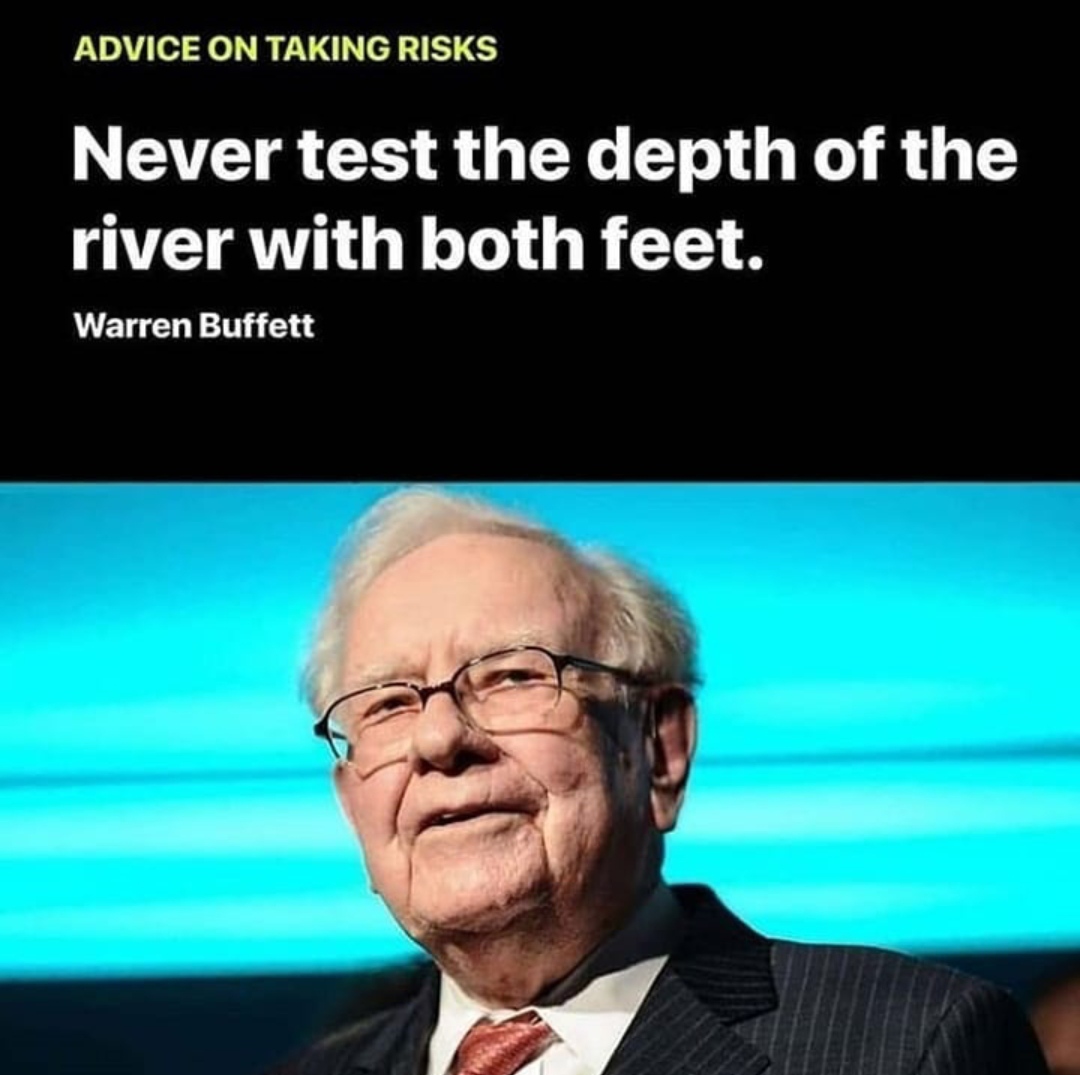 ADVICE ON TAKING RISKS
Never test the depth of the
river with both feet.
Warren Buffett